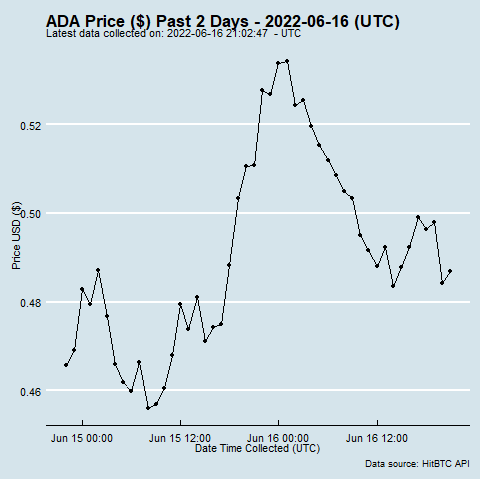 ADA Price ($) Past 2 Days - 2022-06-16 (UTC)
Latest data collected on: 2022-06-16 21:02:47 - UTC
Price USD ($)
0.52
0.50
0.48
0.46
Jun 15 00:00
Jun 15 12:00
Jun 16 00:00
Jun 16 12:00
Date Time Collected (UTC)
Data source: HitBTC API